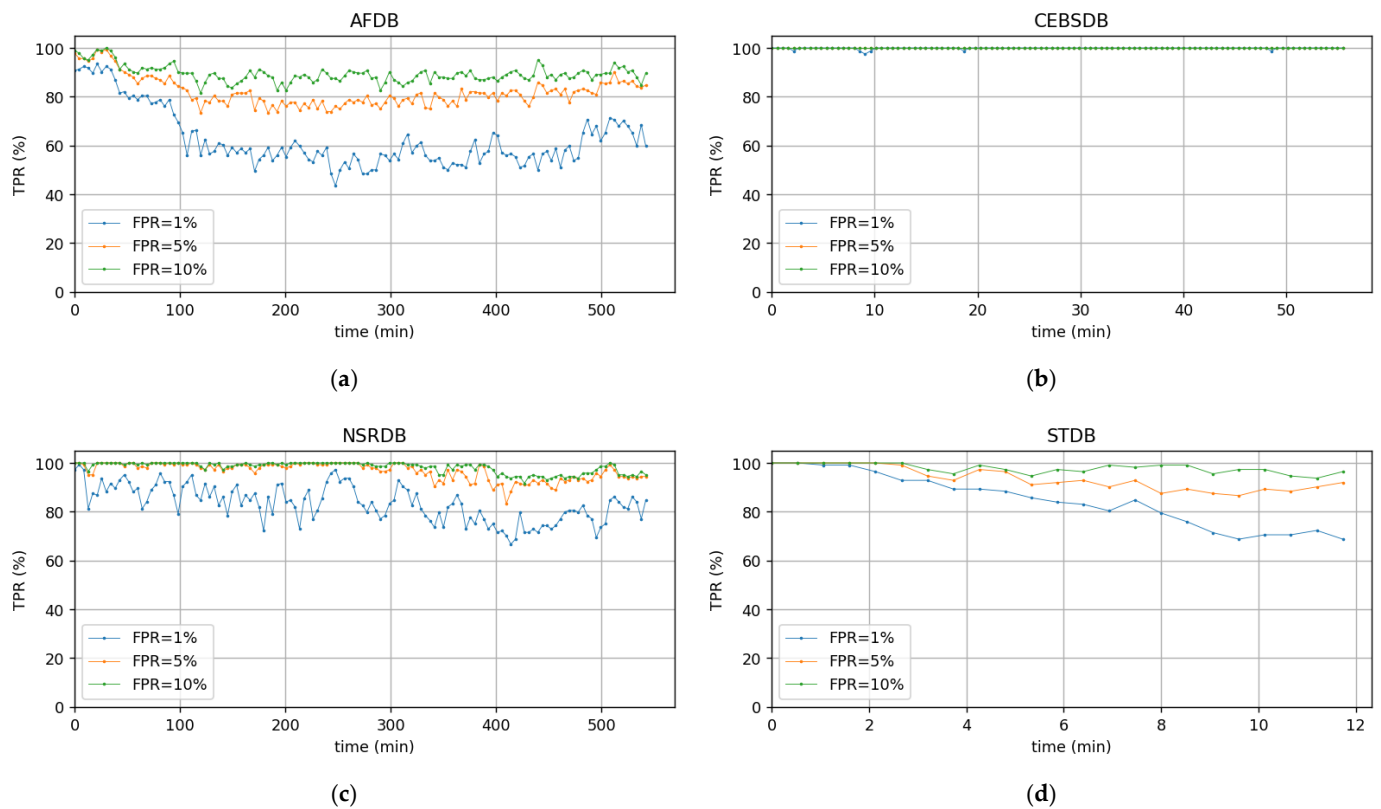 AFDB
100
80
60
40
20
0
TPR (%)
FPR=1%
FPR=5%
FPR=10%
0 100 200 300 400 500
time (min)
(a)
CEBSDB
100
80
60
40
20
0
TPR (%)
FPR=1%
FPR=5%
FPR=10%
0 10 20 30 40 50
time (min)
(b)
NSRDB
100
80
60
40
20
0
TPR (%)
FPR=1%
FPR=5%
FPR=10%
0 100 200 300 400 500
time (min)
(c)
STDB
100
80
60
40
20
0
TPR (%)
FPR=1%
FPR=5%
FPR=10%
0 2 4 6 8 10 12
time (min)
(d)